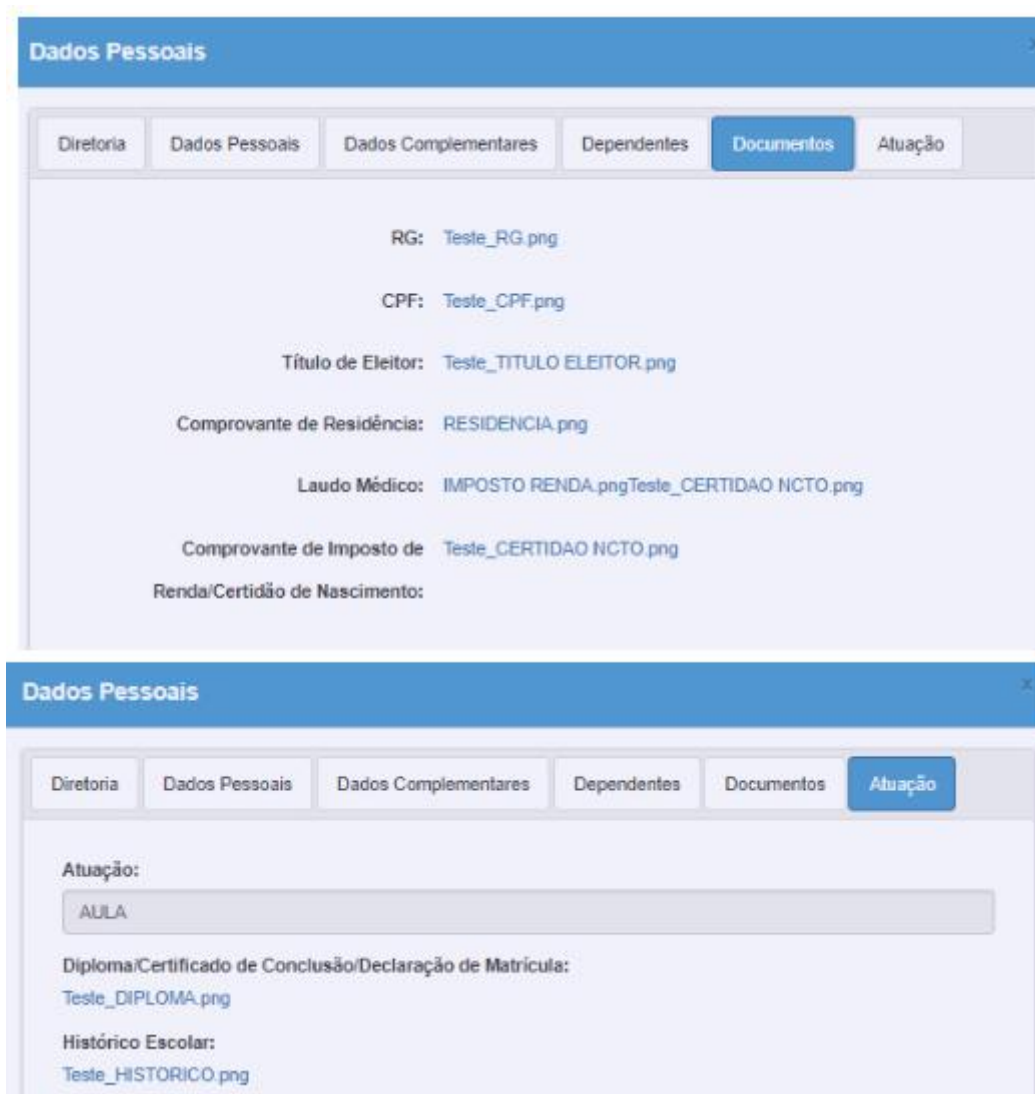 Dados Pessoais
Diretoria Dados Pessoais Dados Complementares Dependentes Documentos Atuação
RG: Teste_RG.png
CPF: Teste_CPF.png
Título de Eleitor: Teste_TITULO ELEITOR.png
Comprovante de Residência: RESIDENCIA.png
Laudo Médico: IMPOSTO RENDA.pngTeste_CERTIDAO NCTO.png
Comprovante de Imposto de Teste_CERTIDAO NCTO.png
Renda/Certidão de Nascimento:
Dados Pessoais x
Diretoria Dados Pessoais Dados Complementares Dependentes Documentos Atuação
Atuação:
AULA
Diploma/Certificado de Conclusão/Declaração de Matrícula:
Teste_DIPLOMA.png
Histórico Escolar:
Teste_HISTORICO.png